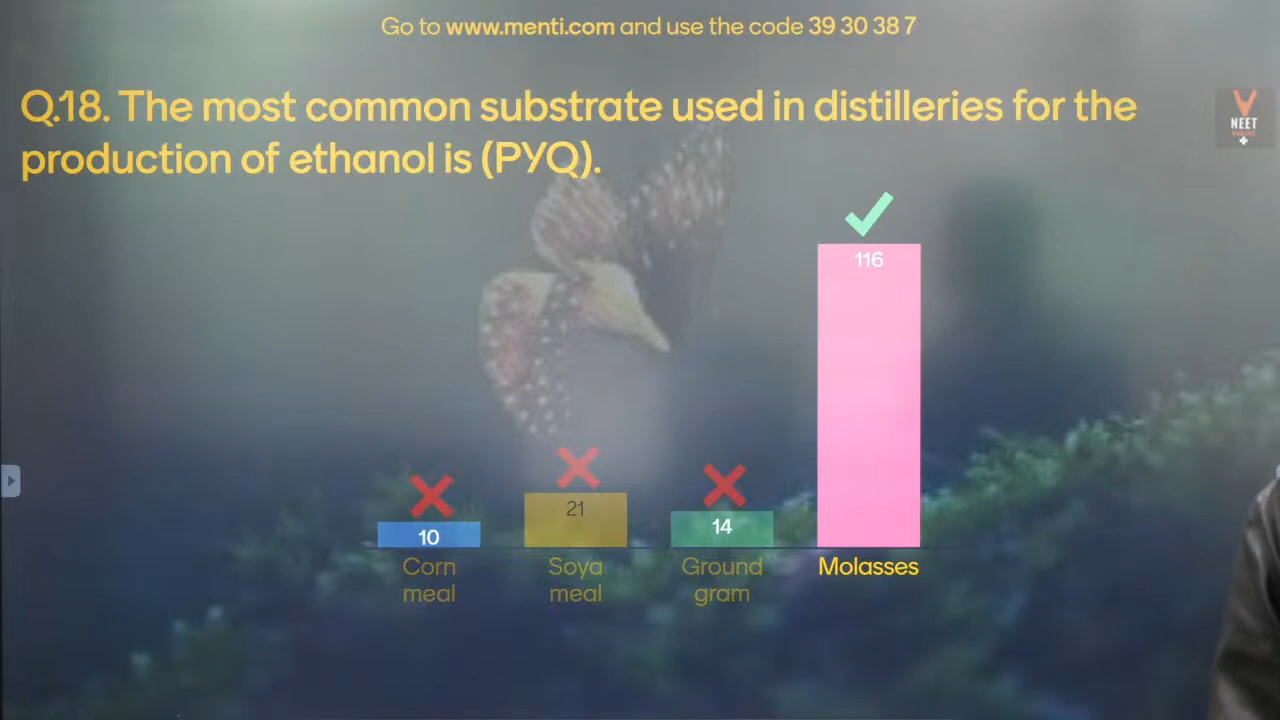 Go to www.menti.com and use the code 39 30 38 7
Q.18. The most common substrate used in distilleries for the
production of ethanol is (PYQ).
NEET
116
21
14
10
Corn
meal
Soya
meal
Ground
gram
Molasses